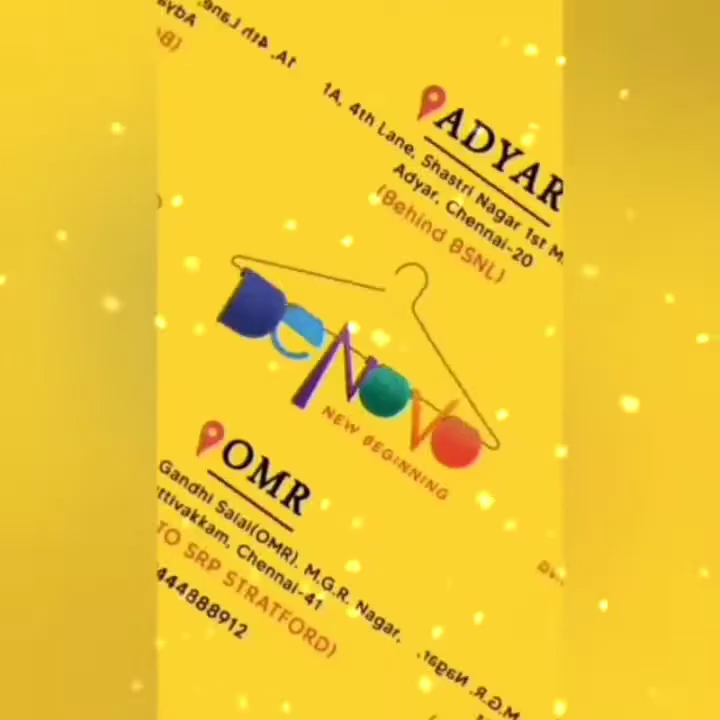 1A, 4th Lane, Shastri Nagar 1st M
ADYAR
Adyar, Chennai-20
(Behind BSNL)
DeNovo
NEW BEGINNING
OMR
Gandhi Salai(OMR), M.G.R. Nagar,
ttivakkam, Chennai-41
TO SRP STRATFORD)
444888912